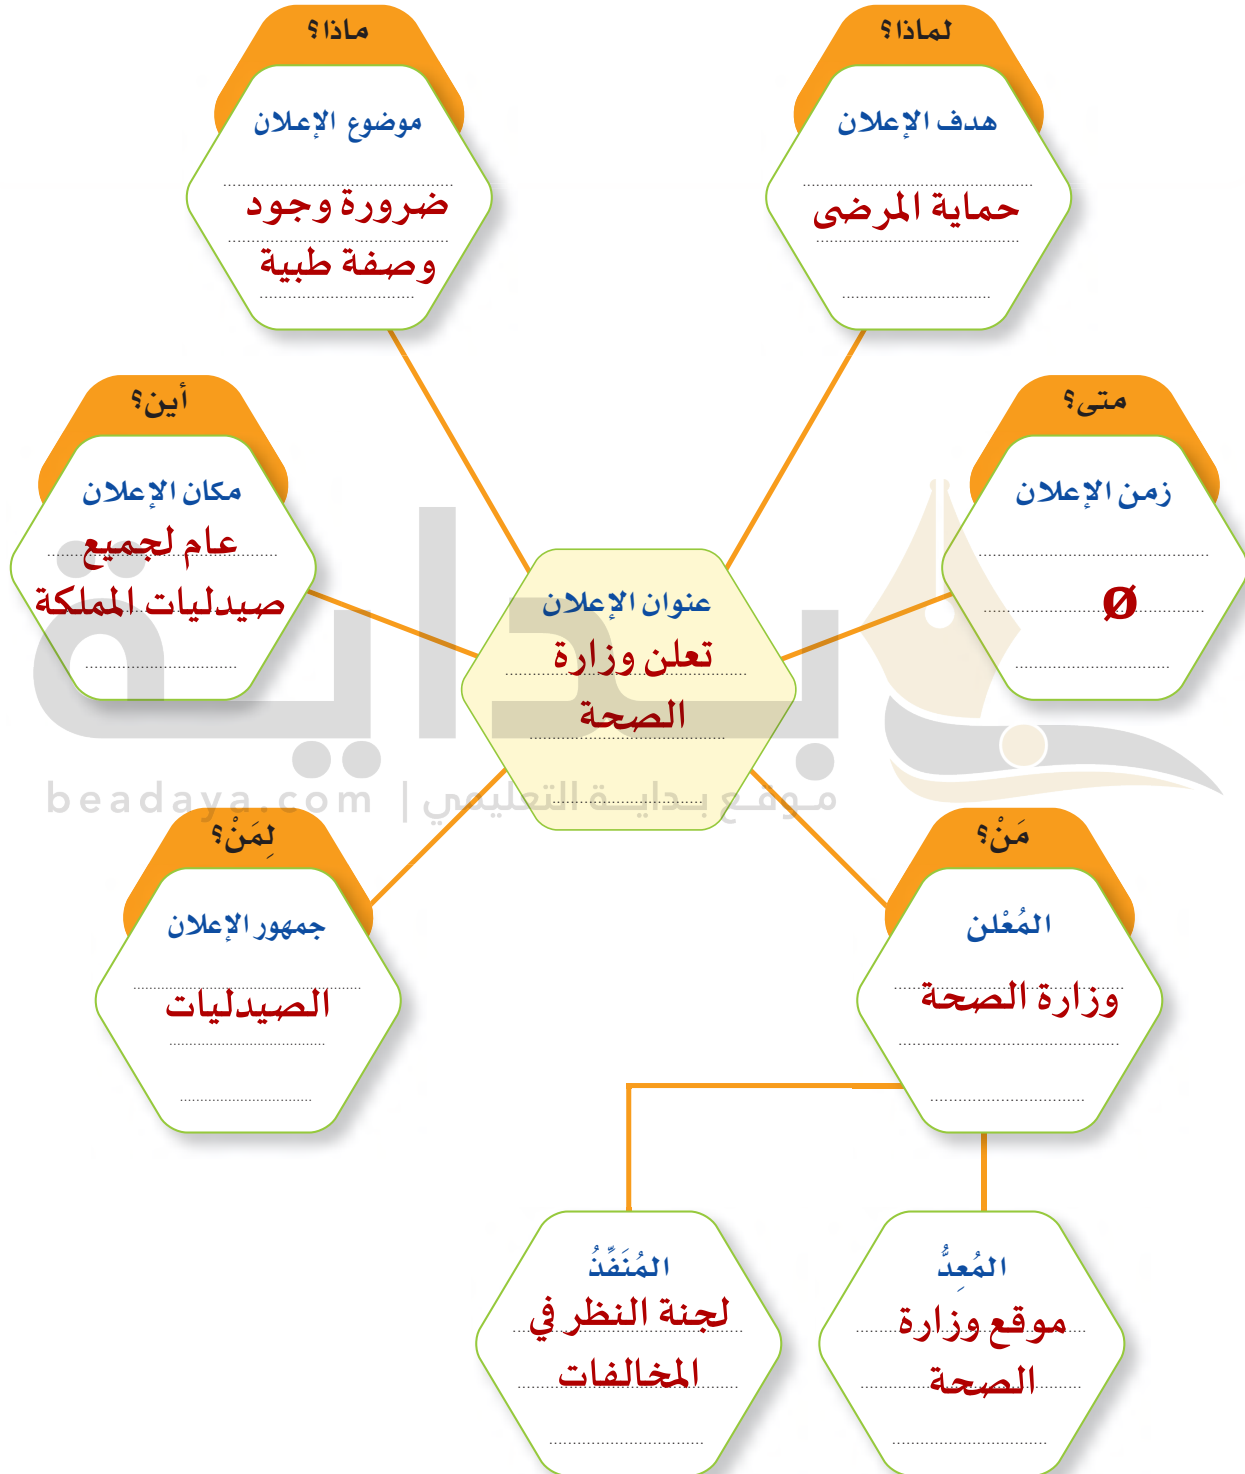 لماذا؟
هدف الإعلان
حماية المرضى
ماذا؟
موضوع الإعلان
ضرورة وجود
وصفة طبية
متى؟
زمن الإعلان
Ø
أين؟
مكان الإعلان
عام لجميع
صيدليات المملكة
عنوان الإعلان
تعلن وزارة
الصحة
بداية
موقع بداية التعليمي | beadaya.com
مَنْ؟
المُعْلن
وزارة الصحة
لِمَنْ؟
جمهور الإعلان
الصيدليات
المُعِدُّ
موقع وزارة
الصحة
المُنَفِّذُ
لجنة النظر في
المخالفات